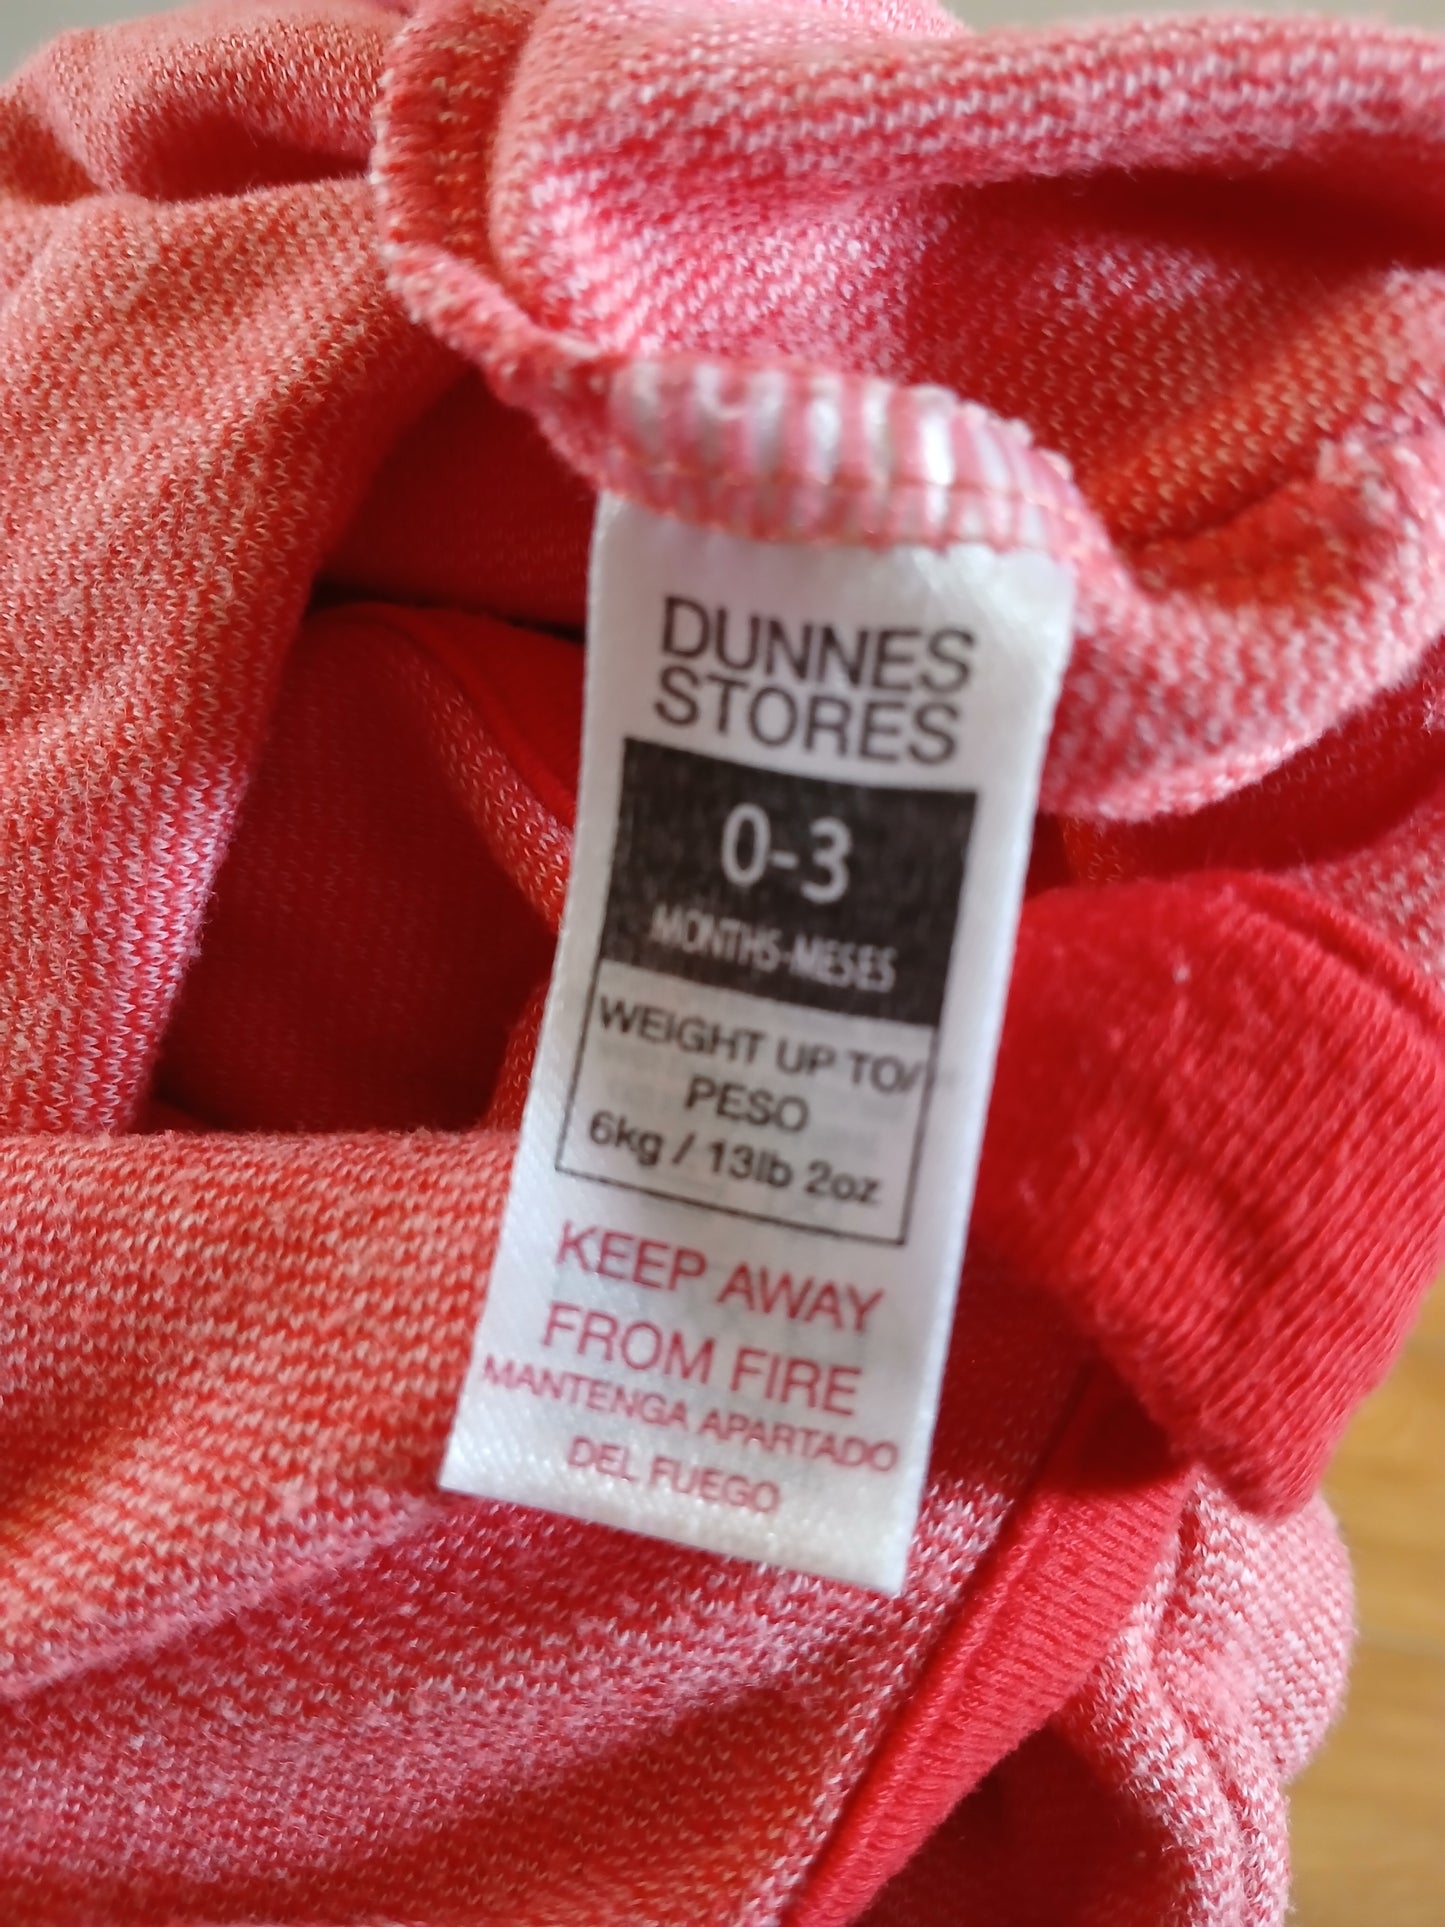 DUNNES
STORES
0-3
MONTHS-MESES
WEIGHT UP TO/
PESO
6kg / 13lb 2oz
KEEP AWAY
FROM FIRE
MANTENGA APARTADO
DEL FUEGO